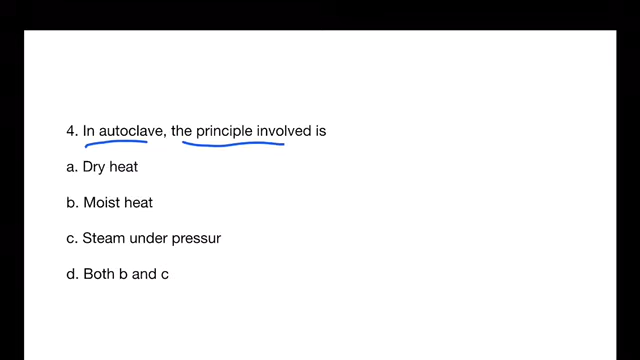 4. In autoclave, the principle involved is
a. Dry heat
b. Moist heat
c. Steam under pressur
d. Both b and c